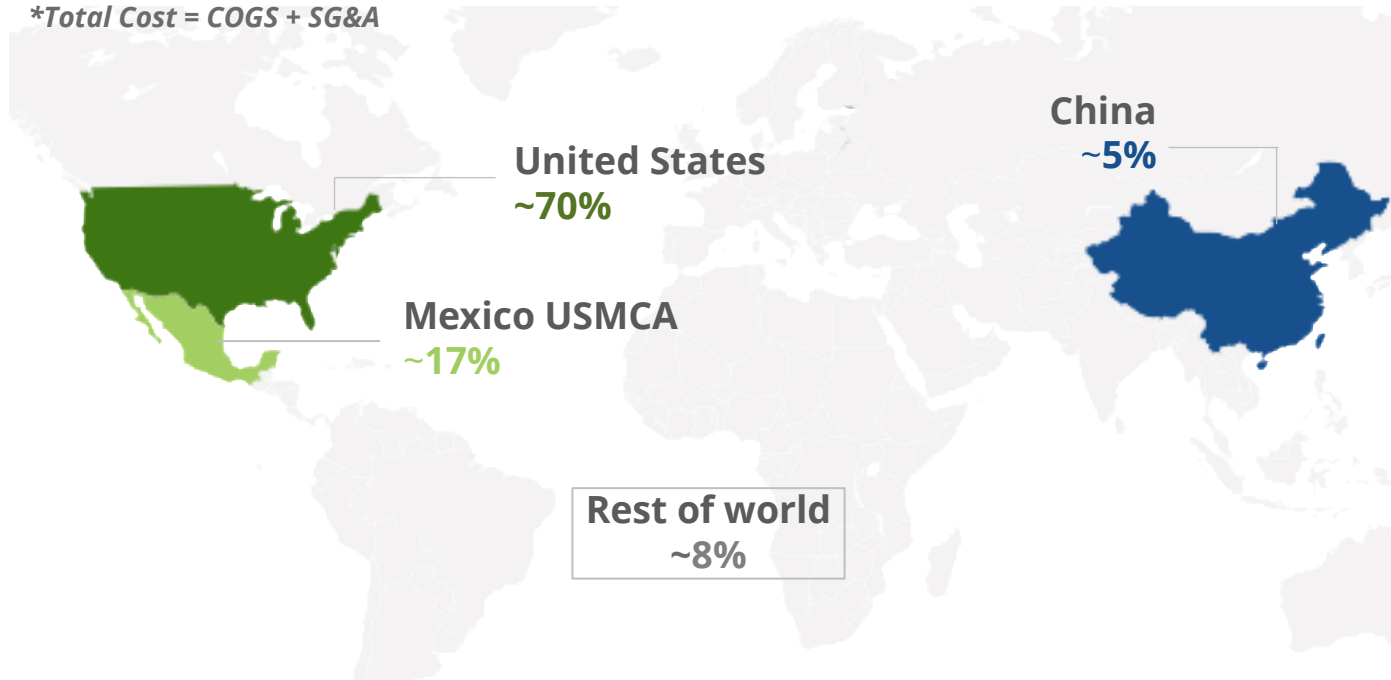 *Total Cost = COGS + SG&A
United States
~70%
Mexico USMCA
~17%
China
~5%
Rest of world
~8%